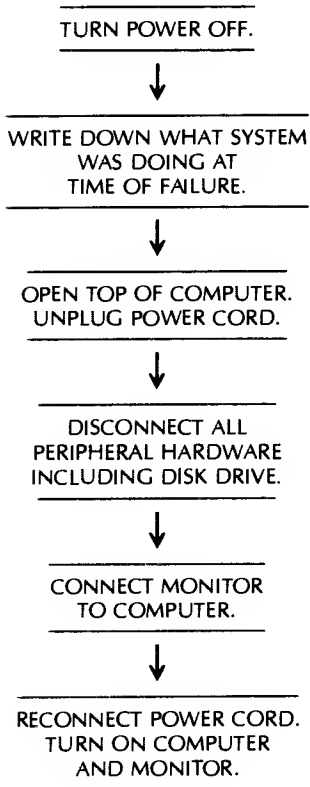 TURN POWER OFF.
WRITE DOWN WHAT SYSTEM
WAS DOING AT
TIME OF FAILURE.
OPEN TOP OF COMPUTER.
UNPLUG POWER CORD.
DISCONNECT ALL
PERIPHERAL HARDWARE
INCLUDING DISK DRIVE.
CONNECT MONITOR
TO COMPUTER.
RECONNECT POWER CORD.
TURN ON COMPUTER
AND MONITOR.